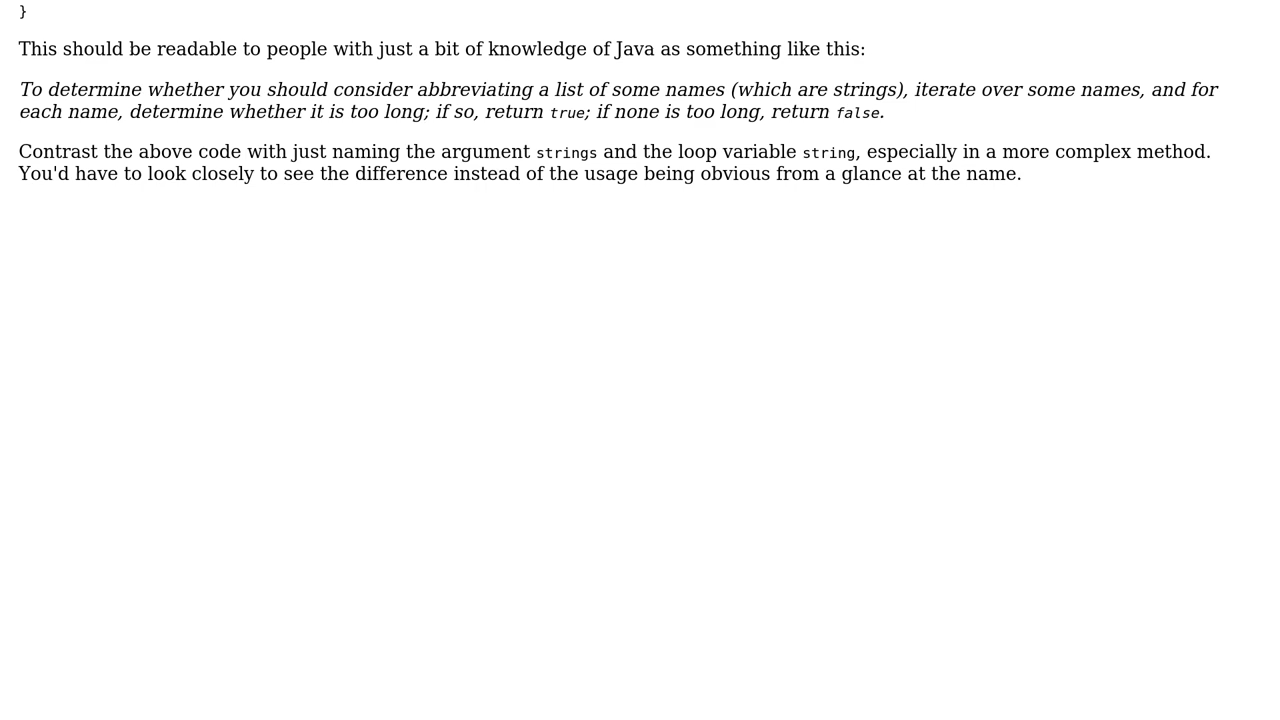 }
This should be readable to people with just a bit of knowledge of Java as something like this:
To determine whether you should consider abbreviating a list of some names (which are strings), iterate over some names, and for
each name, determine whether it is too long; if so, return true; if none is too long, return false.
Contrast the above code with just naming the argument strings and the loop variable string, especially in a more complex method.
You'd have to look closely to see the difference instead of the usage being obvious from a glance at the name.